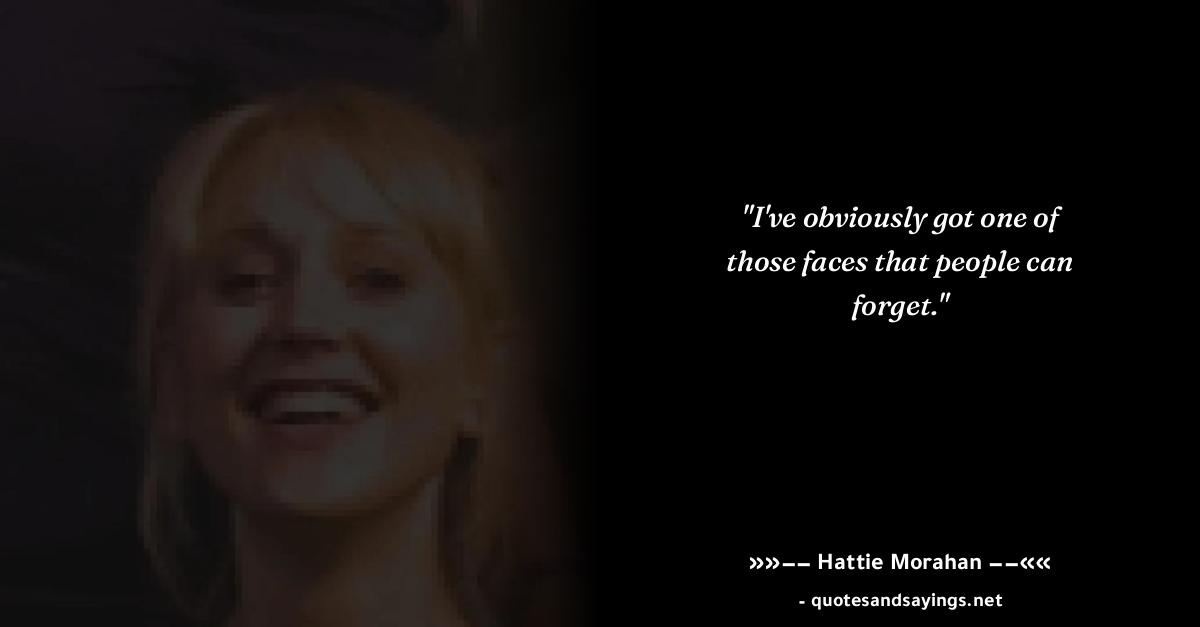 "I've obviously got one of
those faces that people can
forget."
»»−− Hattie Morahan −−««
- quotesandsayings.net